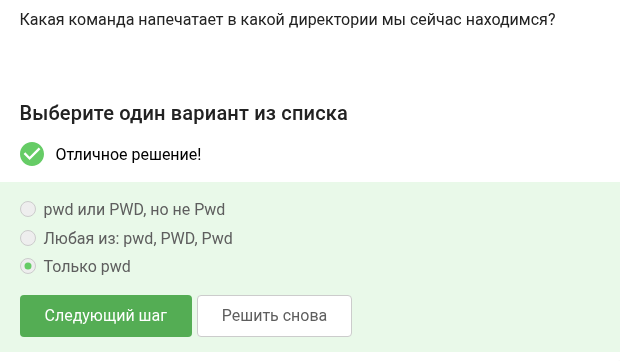 Какая команда напечатает в какой директории мы сейчас находимся?
Выберите один вариант из списка
Отличное решение!
pwd или PWD, но не Pwd
Любая из: pwd, PWD, Pwd
Только pwd
Следующий шаг
Решить снова